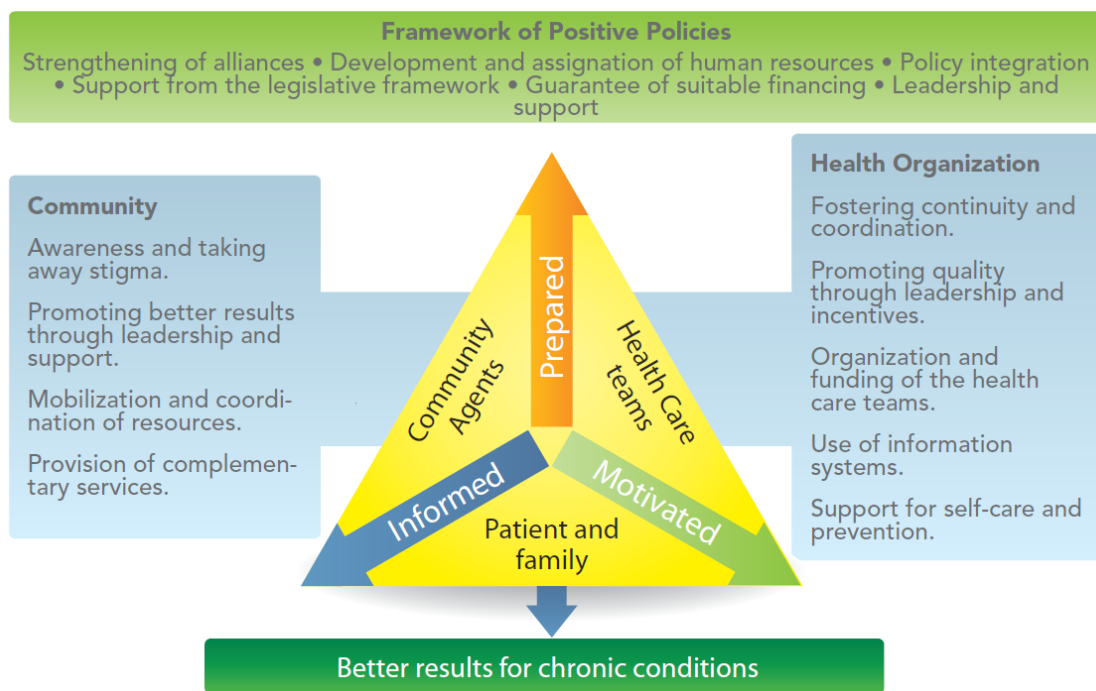 Framework of Positive Policies
Strengthening of alliances • Development and assignation of human resources • Policy integration
• Support from the legislative framework • Guarantee of suitable financing • Leadership and
support
Community
Awareness and taking
away stigma.
Promoting better results
through leadership and
support.
Mobilization and coordi-
nation of resources.
Provision of complemen-
tary services.
Prepared
Community
Agents
Health Care
teams
Informed
Motivated
Patient and
family
Health Organization
Fostering continuity and
coordination.
Promoting quality
through leadership and
incentives.
Organization and
funding of the health
care teams.
Use of information
systems.
Support for self-care and
prevention.
Better results for chronic conditions